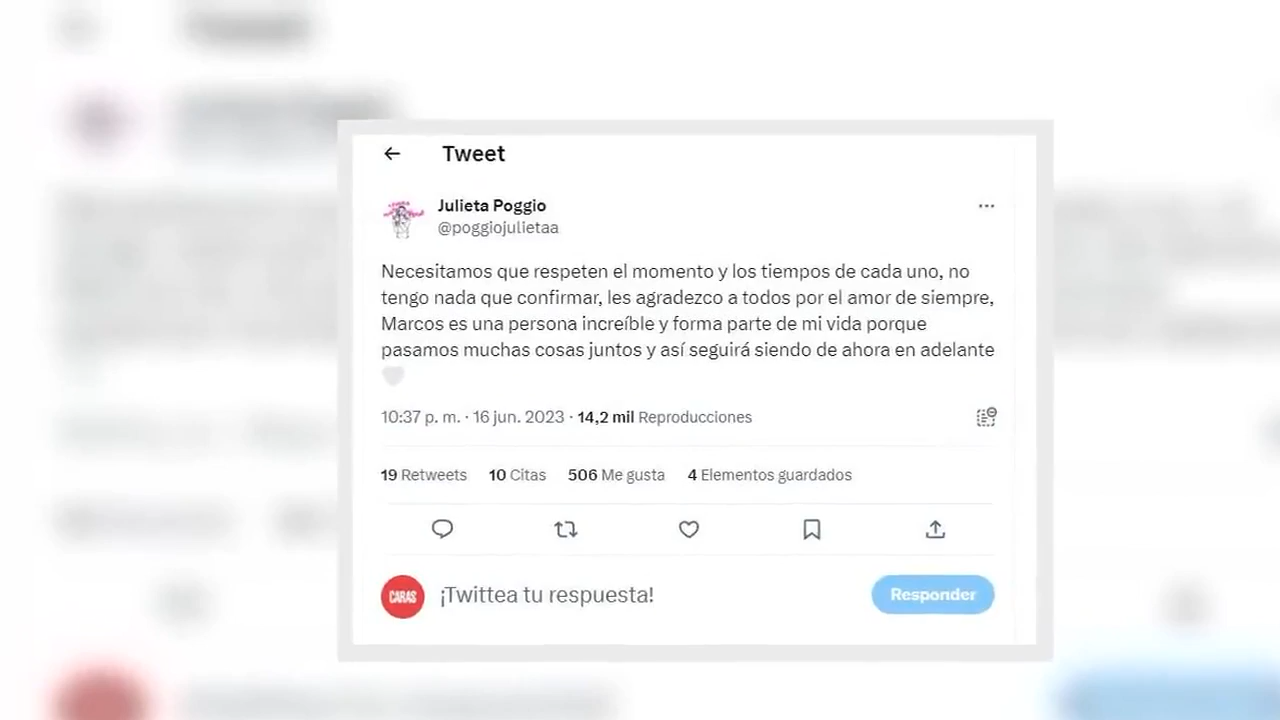 Tweet
Julieta Poggio
@poggiojulietaa
Necesitamos que respeten el momento y los tiempos de cada uno, no
tengo nada que confirmar, les agradezco a todos por el amor de siempre,
Marcos es una persona increíble y forma parte de mi vida porque
pasamos muchas cosas juntos y así seguirá siendo de ahora en adelante
10:37 p. m. · 16 jun. 2023 · 14,2 mil Reproducciones
19 Retweets 10 Citas 506 Me gusta 4 Elementos guardados
CARAS ¡Twittea tu respuesta! Responder